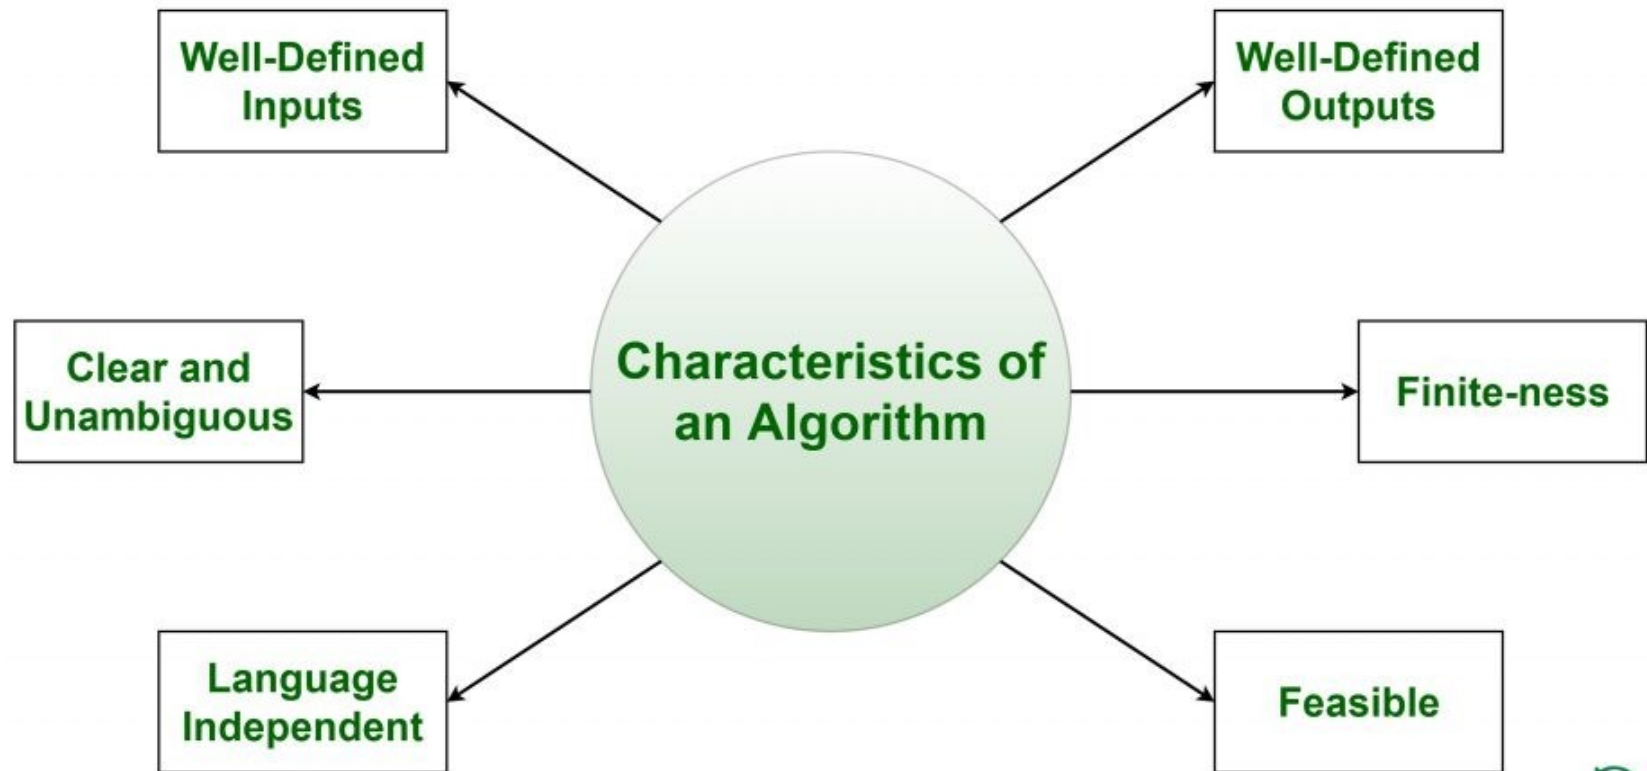 Well-Defined
Inputs
Well-Defined
Outputs
Clear and
Unambiguous
Characteristics of
an Algorithm
Finite-ness
Language
Independent
Feasible